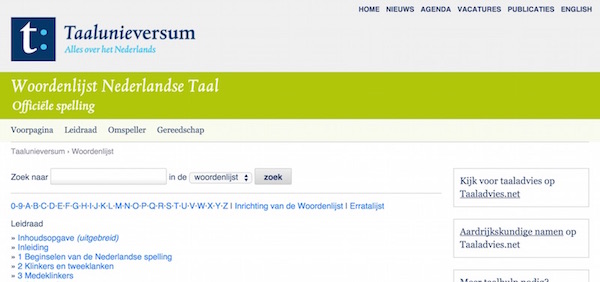 HOME NIEUWS AGENDA VACATURES PUBLICATIES ENGLISH
t:
Taalunieversum
Alles over het Nederlands
Woordenlijst Nederlandse Taal
Officiële spelling
Voorpagina Leidraad Omspeller Gereedschap
Taalunieversum › Woordenlijst
Zoek naar in de woordenlijst zoek
0-9·A·B·C·D·E·F·G·H·I·J·K·L·M·N·O·P·Q·R·S·T·U·V·W·X·Y·Z | Inrichting van de Woordenlijst | Erratalijst
Leidraad
» Inhoudsopgave (uitgebreid)
» Inleiding
» 1 Beginselen van de Nederlandse spelling
» 2 Klinkers en tweeklanken
» 3 Medeklinkers
Kijk voor taaladvies op
Taaladvies.net
Aardrijkskundige namen op
Taaladvies.net
Meer taalhulp nodig?